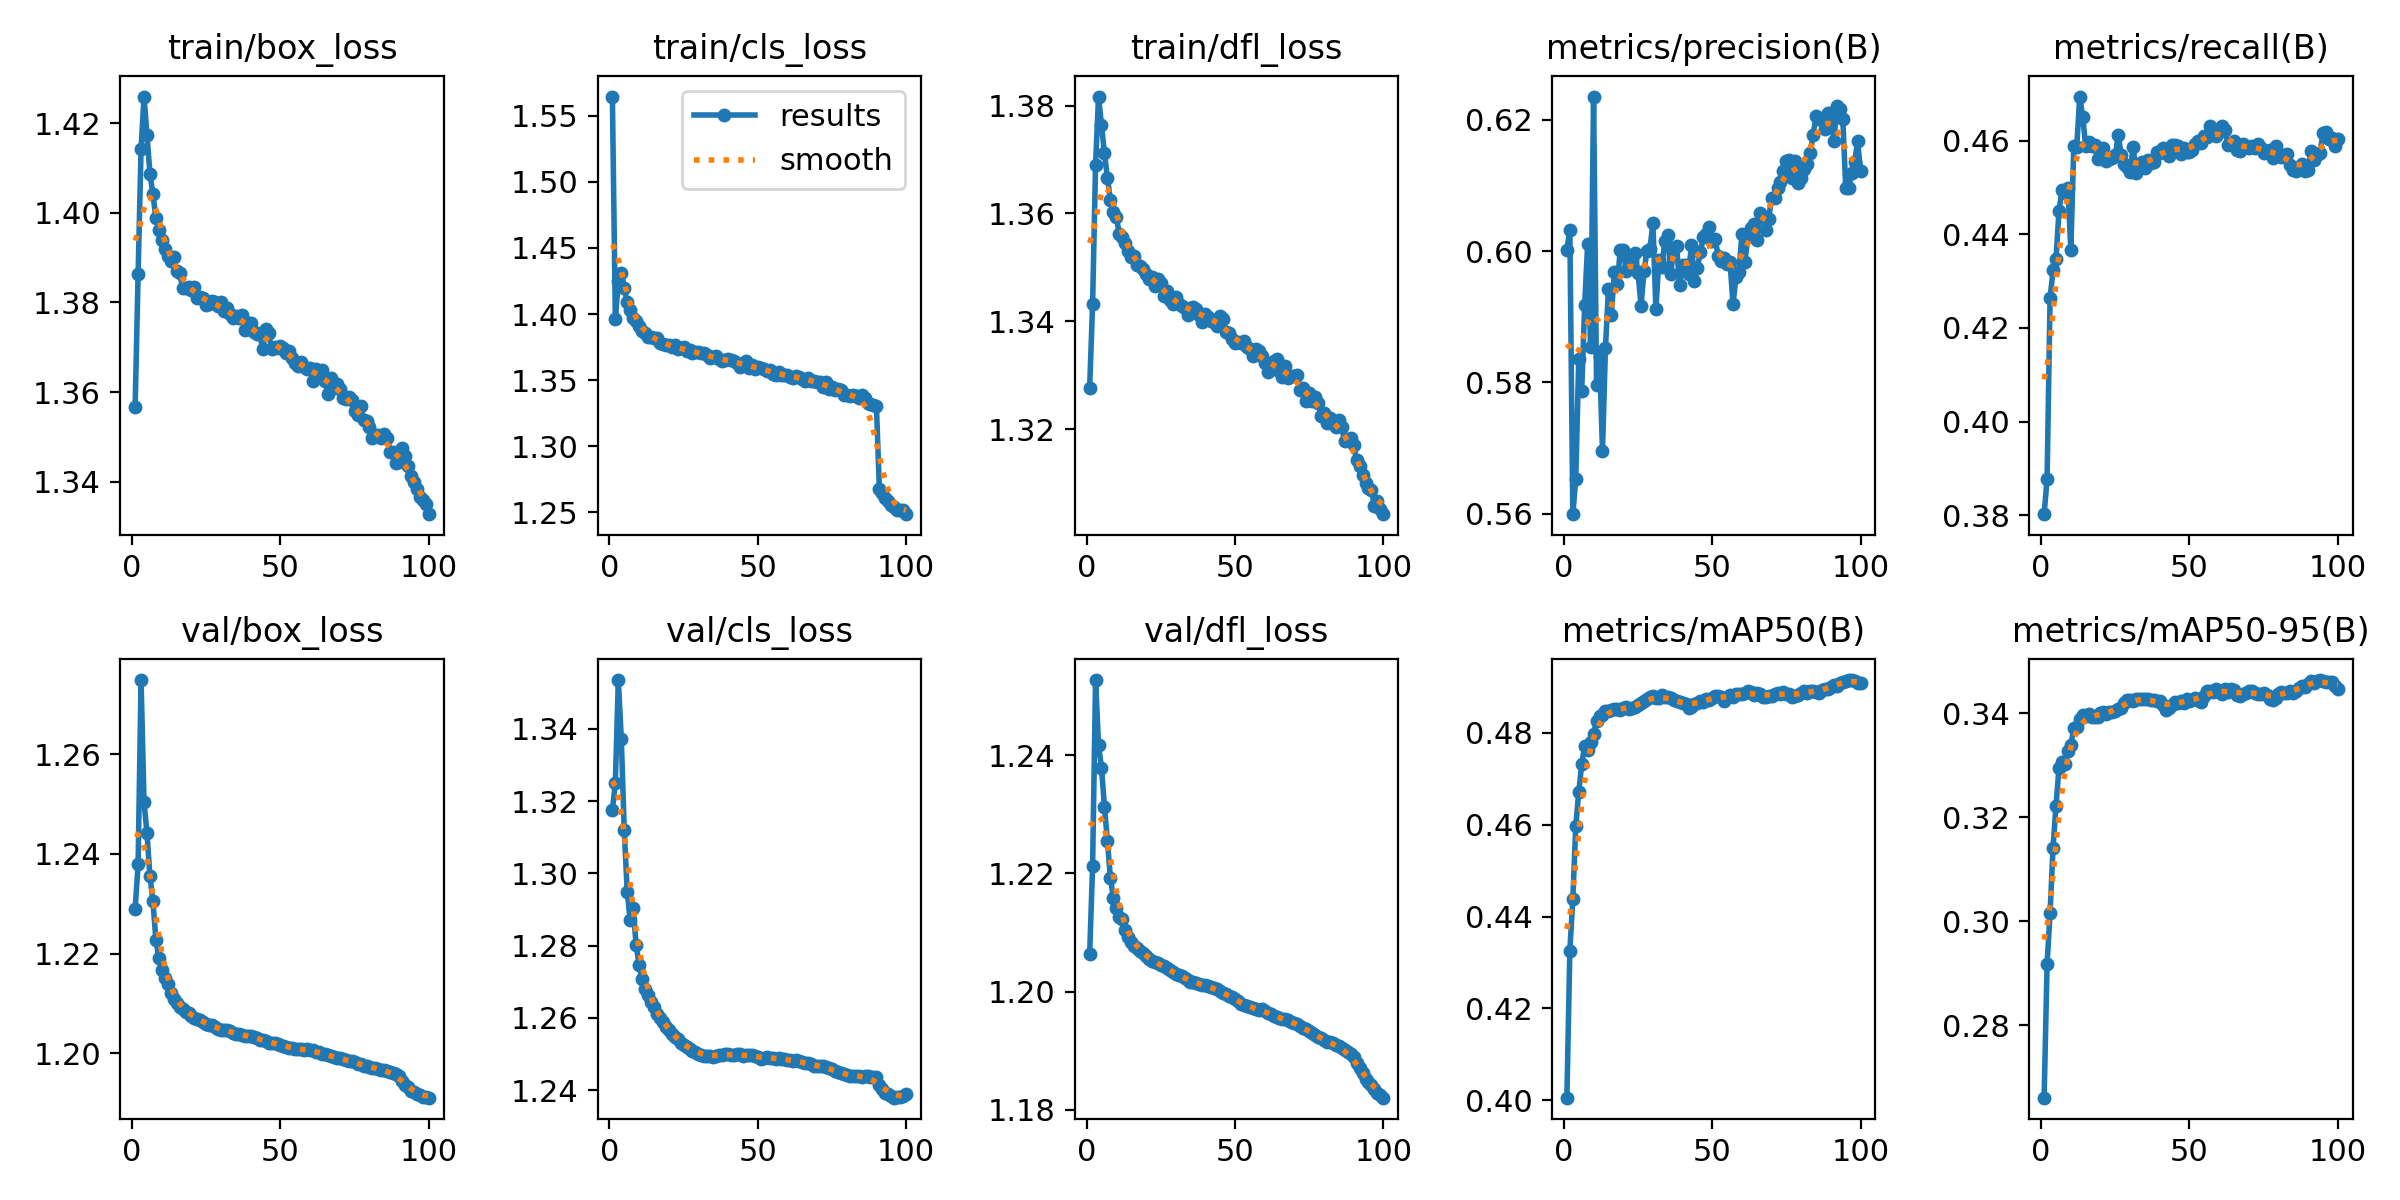 train/box_loss
1.42
1.40
1.38
1.36
1.34
0 50 100
train/cls_loss
results
smooth
1.55
1.50
1.45
1.40
1.35
1.30
1.25
0 50 100
train/dfl_loss
1.38
1.36
1.34
1.32
0 50 100
metrics/precision(B)
0.62
0.60
0.58
0.56
0 50 100
metrics/recall(B)
0.46
0.44
0.42
0.40
0.38
0 50 100
val/box_loss
1.26
1.24
1.22
1.20
0 50 100
val/cls_loss
1.34
1.32
1.30
1.28
1.26
1.24
0 50 100
val/dfl_loss
1.24
1.22
1.20
1.18
0 50 100
metrics/mAP50(B)
0.48
0.46
0.44
0.42
0.40
0 50 100
metrics/mAP50-95(B)
0.34
0.32
0.30
0.28
0 50 100